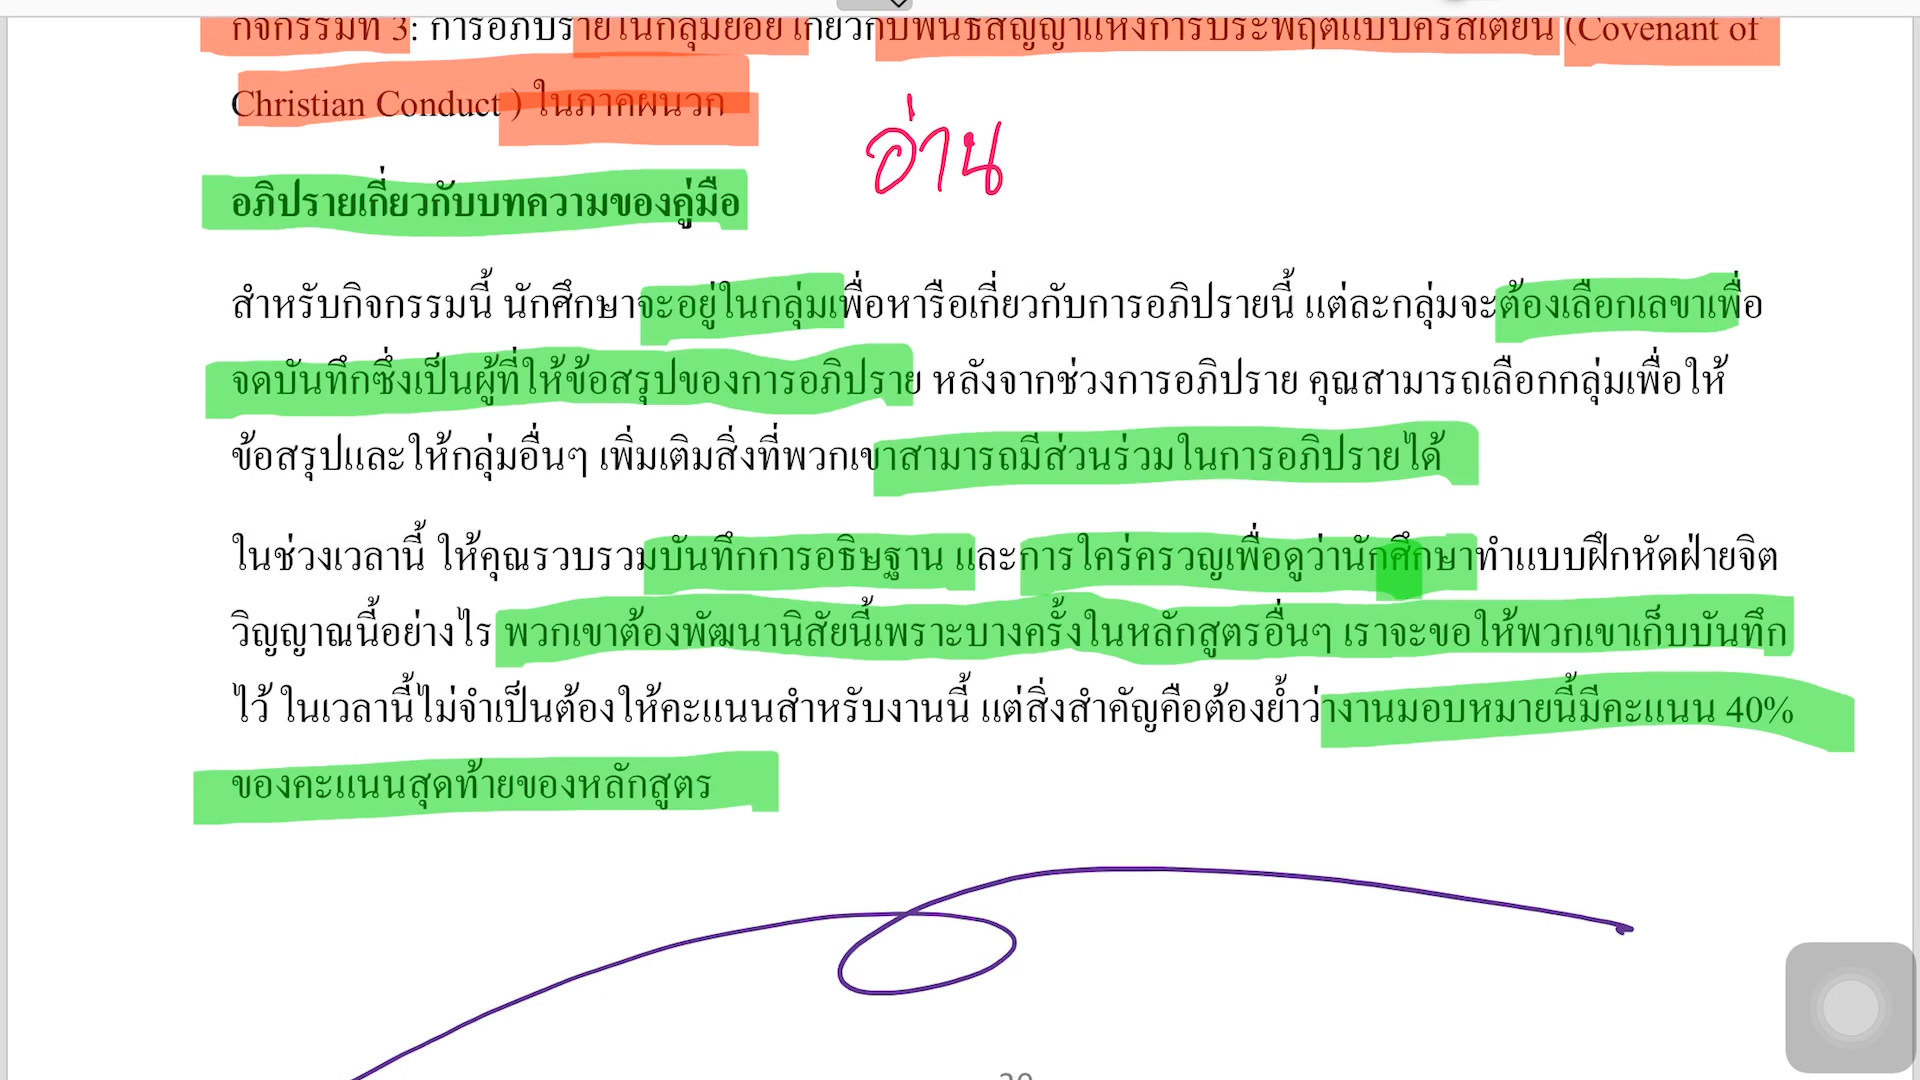 กิจกรรมที่ 3: การอภิปรายในกลุ่มย่อย เกี่ยวกับพันธสัญญาแห่งการประพฤติแบบคริสเตียน (Covenant of
Christian Conduct ) ในภาคผนวก
อ่าน
อภิปรายเกี่ยวกับบทความของคู่มือ
สำหรับกิจกรรมนี้ นักศึกษาจะอยู่ในกลุ่มเพื่อหารือเกี่ยวกับการอภิปรายนี้ แต่ละกลุ่มจะต้องเลือกเลขาเพื่อ
จดบันทึกซึ่งเป็นผู้ที่ให้ข้อสรุปของการอภิปราย หลังจากช่วงการอภิปราย คุณสามารถเลือกกลุ่มเพื่อให้
ข้อสรุปและให้กลุ่มอื่นๆ เพิ่มเติมสิ่งที่พวกเขาสามารถมีส่วนร่วมในการอภิปรายได้
ในช่วงเวลานี้ ให้คุณรวบรวมบันทึกการอธิษฐาน และการใคร่ครวญเพื่อดูว่านักศึกษาทำแบบฝึกหัดฝ่ายจิต
วิญญาณนี้อย่างไร พวกเขาต้องพัฒนานิสัยนี้เพราะบางครั้งในหลักสูตรอื่นๆ เราจะขอให้พวกเขาเก็บบันทึก
ไว้ ในเวลานี้ไม่จำเป็นต้องให้คะแนนสำหรับงานนี้ แต่สิ่งสำคัญคือต้องย้ำว่างานมอบหมายนี้มีคะแนน 40%
ของคะแนนสุดท้ายของหลักสูตร